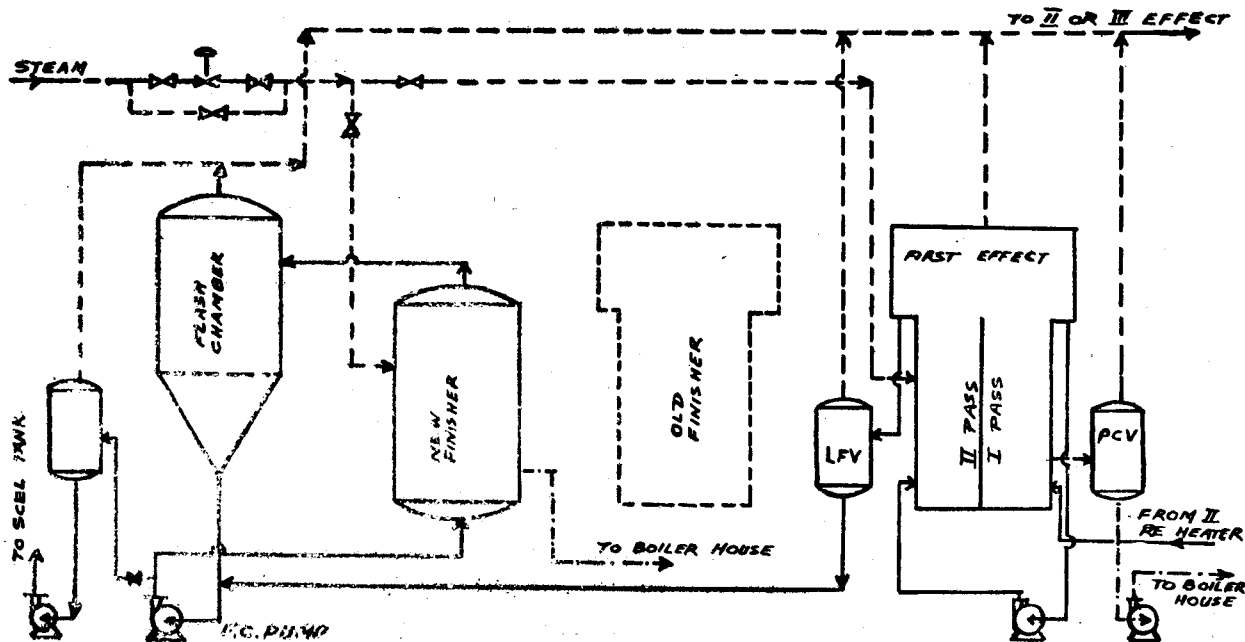 TO II OR III EFFECT
STEAM
FLASH
CHAMBER
NEW
FINISHER
OLD
FINISHER
FIRST EFFECT
II PASS
I PASS
LFV
PCV
FROM II
RE HEATER
TO BOILER HOUSE
TO BOILER
HOUSE
TO SCEL TANK
F.C. PUMP